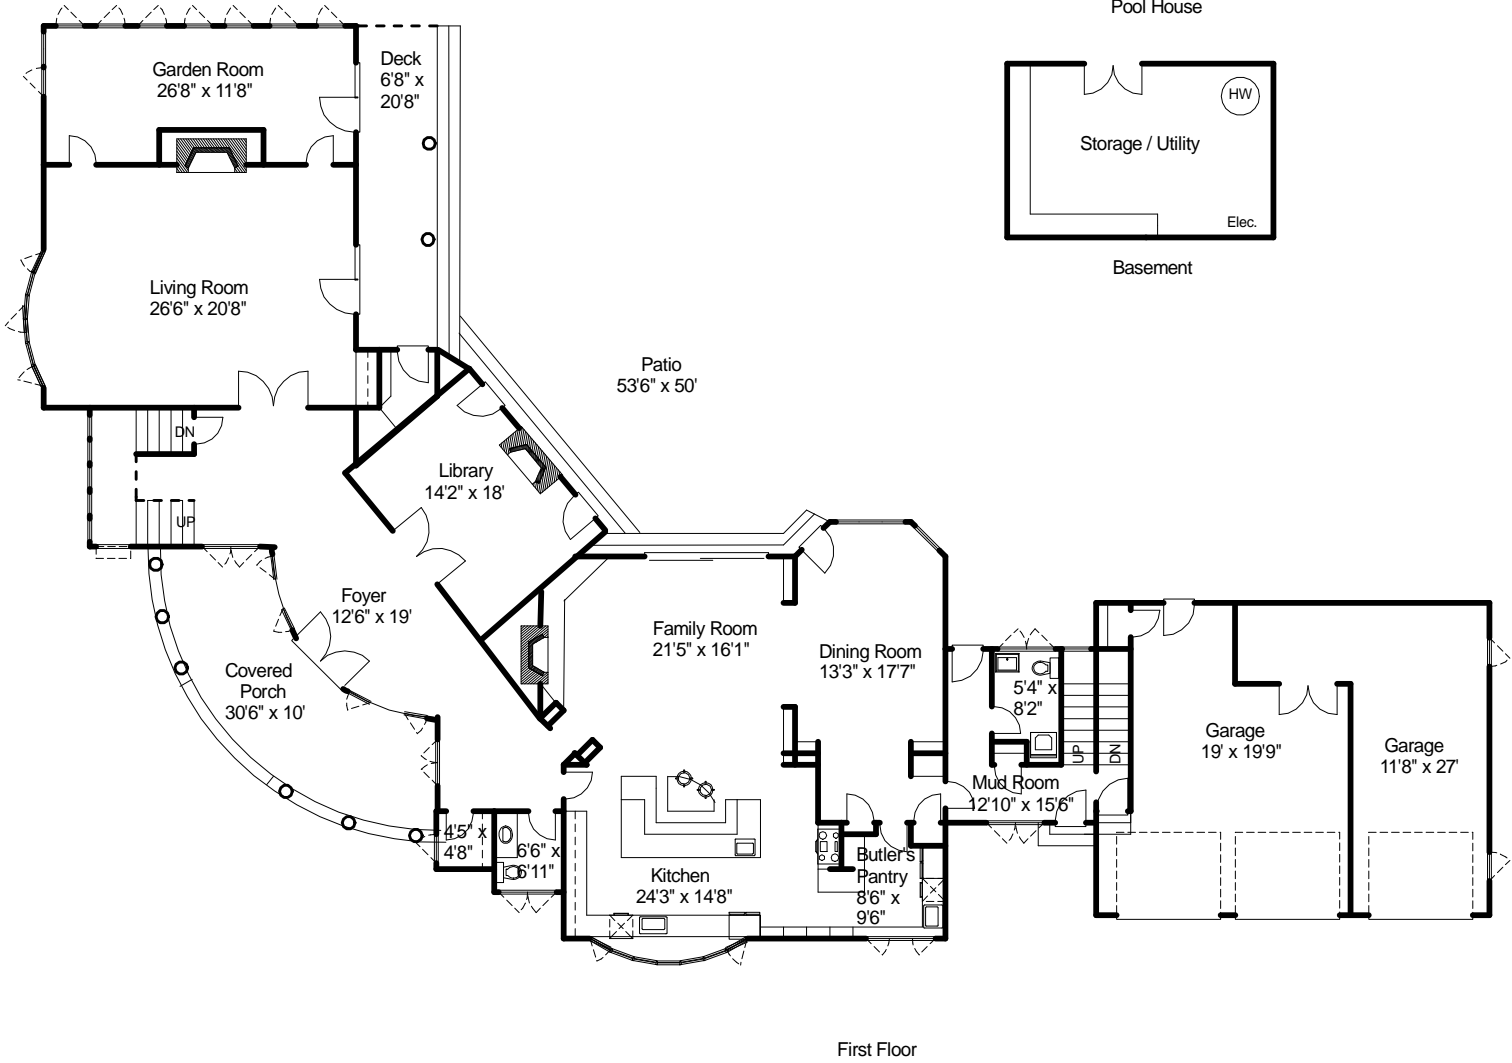 Pool House
Garden Room
26'8" x 11'8"
Deck
6'8" x
20'8"
HW
Storage / Utility
Elec.
Basement
Living Room
26'6" x 20'8"
Patio
53'6" x 50'
DN
Library
14'2" x 18'
UP
Foyer
12'6" x 19'
Family Room
21'5" x 16'1"
Dining Room
13'3" x 17'7"
Covered
Porch
30'6" x 10'
5'4" x
8'2"
UP
DN
Garage
19' x 19'9"
Garage
11'8" x 27'
Mud Room
12'10" x 15'6"
4'5" x
4'8"
6'6" x
6'11"
Kitchen
24'3" x 14'8"
Butler's
Pantry
8'6" x
9'6"
First Floor